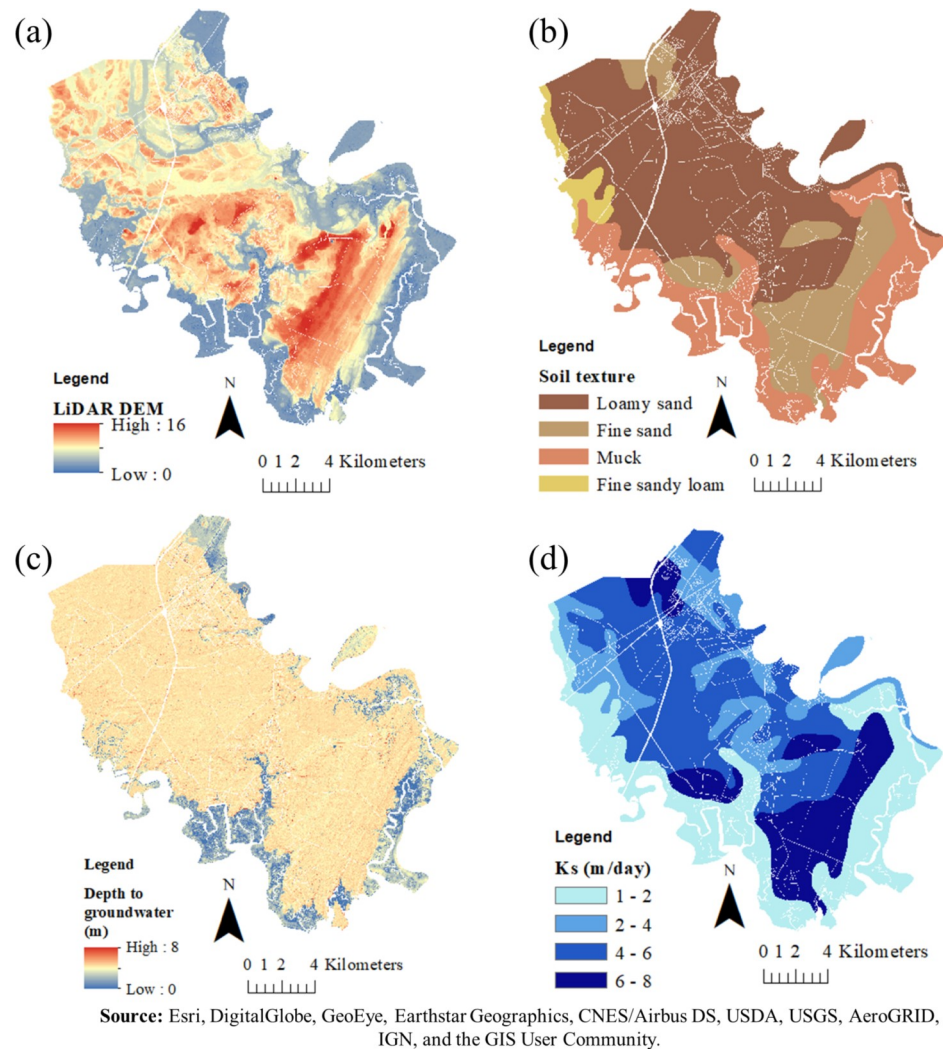 (a)
N
Legend
LiDAR DEM
High : 16
Low : 0
0 1 2 4 Kilometers
(b)
N
Legend
Soil texture
Loamy sand
Fine sand
Muck
Fine sandy loam
0 1 2 4 Kilometers
(c)
N
Legend
Depth to
groundwater
(m)
High : 8
Low : 0
0 1 2 4 Kilometers
(d)
N
Legend
Ks (m/day)
1 - 2
2 - 4
4 - 6
6 - 8
0 1 2 4 Kilometers
Source: Esri, DigitalGlobe, GeoEye, Earthstar Geographics, CNES/Airbus DS, USDA, USGS, AeroGRID,
IGN, and the GIS User Community.